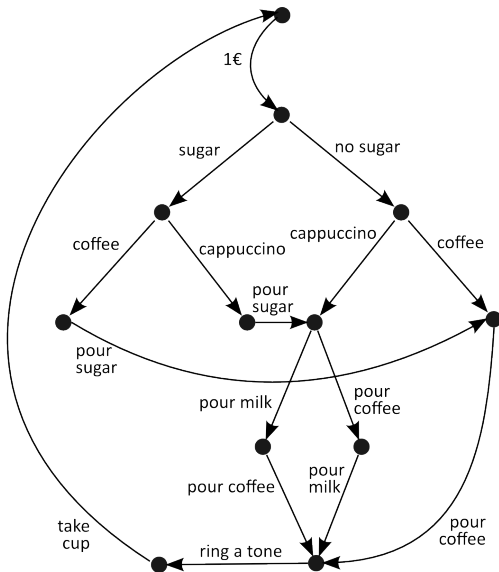 1€
sugar
no sugar
coffee
cappuccino
cappuccino
coffee
pour
sugar
pour
sugar
pour milk
pour
coffee
pour coffee
pour
milk
take
cup
ring a tone
pour
coffee